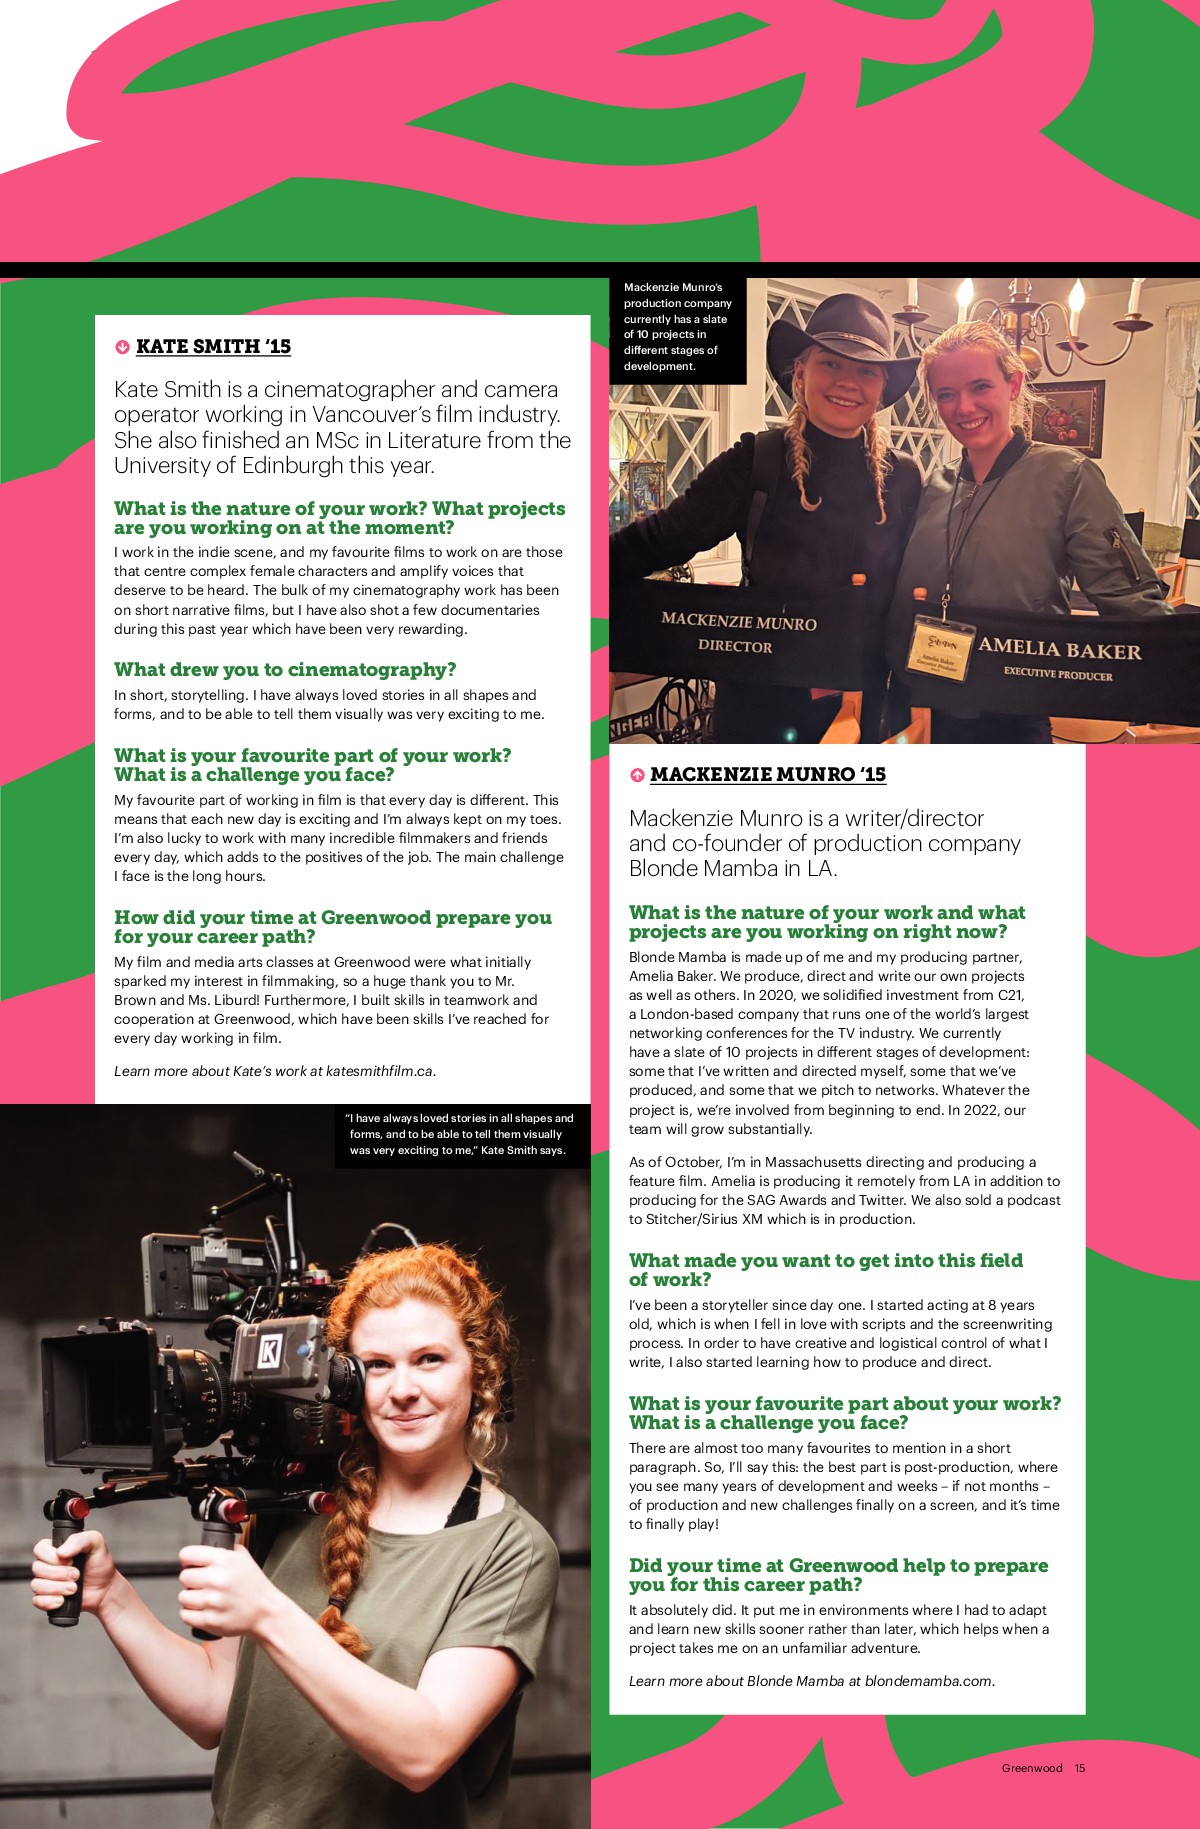 KATE SMITH ‘15
Kate Smith is a cinematographer and camera
operator working in Vancouver’s film industry.
She also finished an MSc in Literature from the
University of Edinburgh this year.
What is the nature of your work? What projects
are you working on at the moment?
I work in the indie scene, and my favourite films to work on are those
that centre complex female characters and amplify voices that
deserve to be heard. The bulk of my cinematography work has been
on short narrative films, but I have also shot a few documentaries
during this past year which have been very rewarding.
What drew you to cinematography?
In short, storytelling. I have always loved stories in all shapes and
forms, and to be able to tell them visually was very exciting to me.
What is your favourite part of your work?
What is a challenge you face?
My favourite part of working in film is that every day is different. This
means that each new day is exciting and I’m always kept on my toes.
I’m also lucky to work with many incredible filmmakers and friends
every day, which adds to the positives of the job. The main challenge
I face is the long hours.
How did your time at Greenwood prepare you
for your career path?
My film and media arts classes at Greenwood were what initially
sparked my interest in filmmaking, so a huge thank you to Mr.
Brown and Ms. Liburd! Furthermore, I built skills in teamwork and
cooperation at Greenwood, which have been skills I’ve reached for
every day working in film.
Learn more about Kate’s work at katesmithfilm.ca.
“I have always loved stories in all shapes and
forms, and to be able to tell them visually
was very exciting to me,” Kate Smith says.
K
Mackenzie Munro’s
production company
currently has a slate
of 10 projects in
different stages of
development.
MACKENZIE MUNRO
DIRECTOR
Amelia Baker
Executive Producer
AMELIA BAKER
EXECUTIVE PRODUCER
MACKENZIE MUNRO ‘15
Mackenzie Munro is a writer/director
and co-founder of production company
Blonde Mamba in LA.
What is the nature of your work and what
projects are you working on right now?
Blonde Mamba is made up of me and my producing partner,
Amelia Baker. We produce, direct and write our own projects
as well as others. In 2020, we solidified investment from C21,
a London-based company that runs one of the world’s largest
networking conferences for the TV industry. We currently
have a slate of 10 projects in different stages of development:
some that I’ve written and directed myself, some that we’ve
produced, and some that we pitch to networks. Whatever the
project is, we’re involved from beginning to end. In 2022, our
team will grow substantially.
As of October, I’m in Massachusetts directing and producing a
feature film. Amelia is producing it remotely from LA in addition to
producing for the SAG Awards and Twitter. We also sold a podcast
to Stitcher/Sirius XM which is in production.
What made you want to get into this field
of work?
I’ve been a storyteller since day one. I started acting at 8 years
old, which is when I fell in love with scripts and the screenwriting
process. In order to have creative and logistical control of what I
write, I also started learning how to produce and direct.
What is your favourite part about your work?
What is a challenge you face?
There are almost too many favourites to mention in a short
paragraph. So, I’ll say this: the best part is post-production, where
you see many years of development and weeks – if not months –
of production and new challenges finally on a screen, and it’s time
to finally play!
Did your time at Greenwood help to prepare
you for this career path?
It absolutely did. It put me in environments where I had to adapt
and learn new skills sooner rather than later, which helps when a
project takes me on an unfamiliar adventure.
Learn more about Blonde Mamba at blondemamba.com.
Greenwood 15